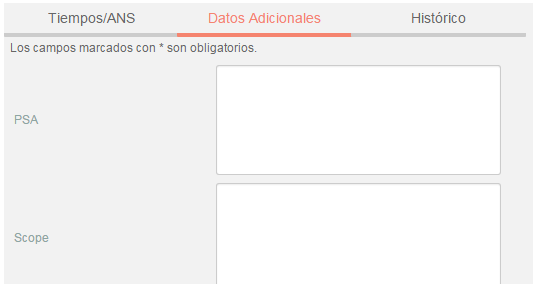 Tiempos/ANS Datos Adicionales Histórico
Los campos marcados con * son obligatorios.
PSA
Scope